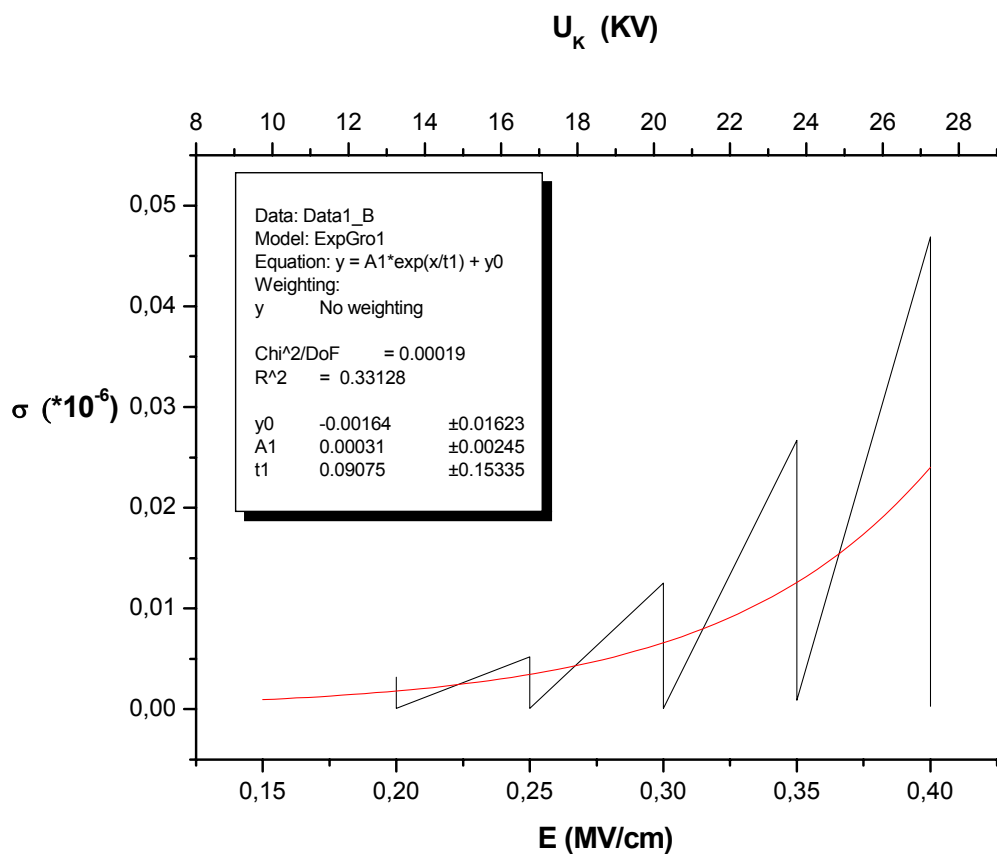 U_K (KV)
8 10 12 14 16 18 20 22 24 26 28
0,05
0,04
0,03
0,02
0,01
0,00
σ (*10^-6)
Data: Data1_B
Model: ExpGro1
Equation: y = A1*exp(x/t1) + y0
Weighting:
y No weighting
Chi^2/DoF = 0.00019
R^2 = 0.33128
y0 -0.00164 ±0.01623
A1 0.00031 ±0.00245
t1 0.09075 ±0.15335
0,15 0,20 0,25 0,30 0,35 0,40
E (MV/cm)